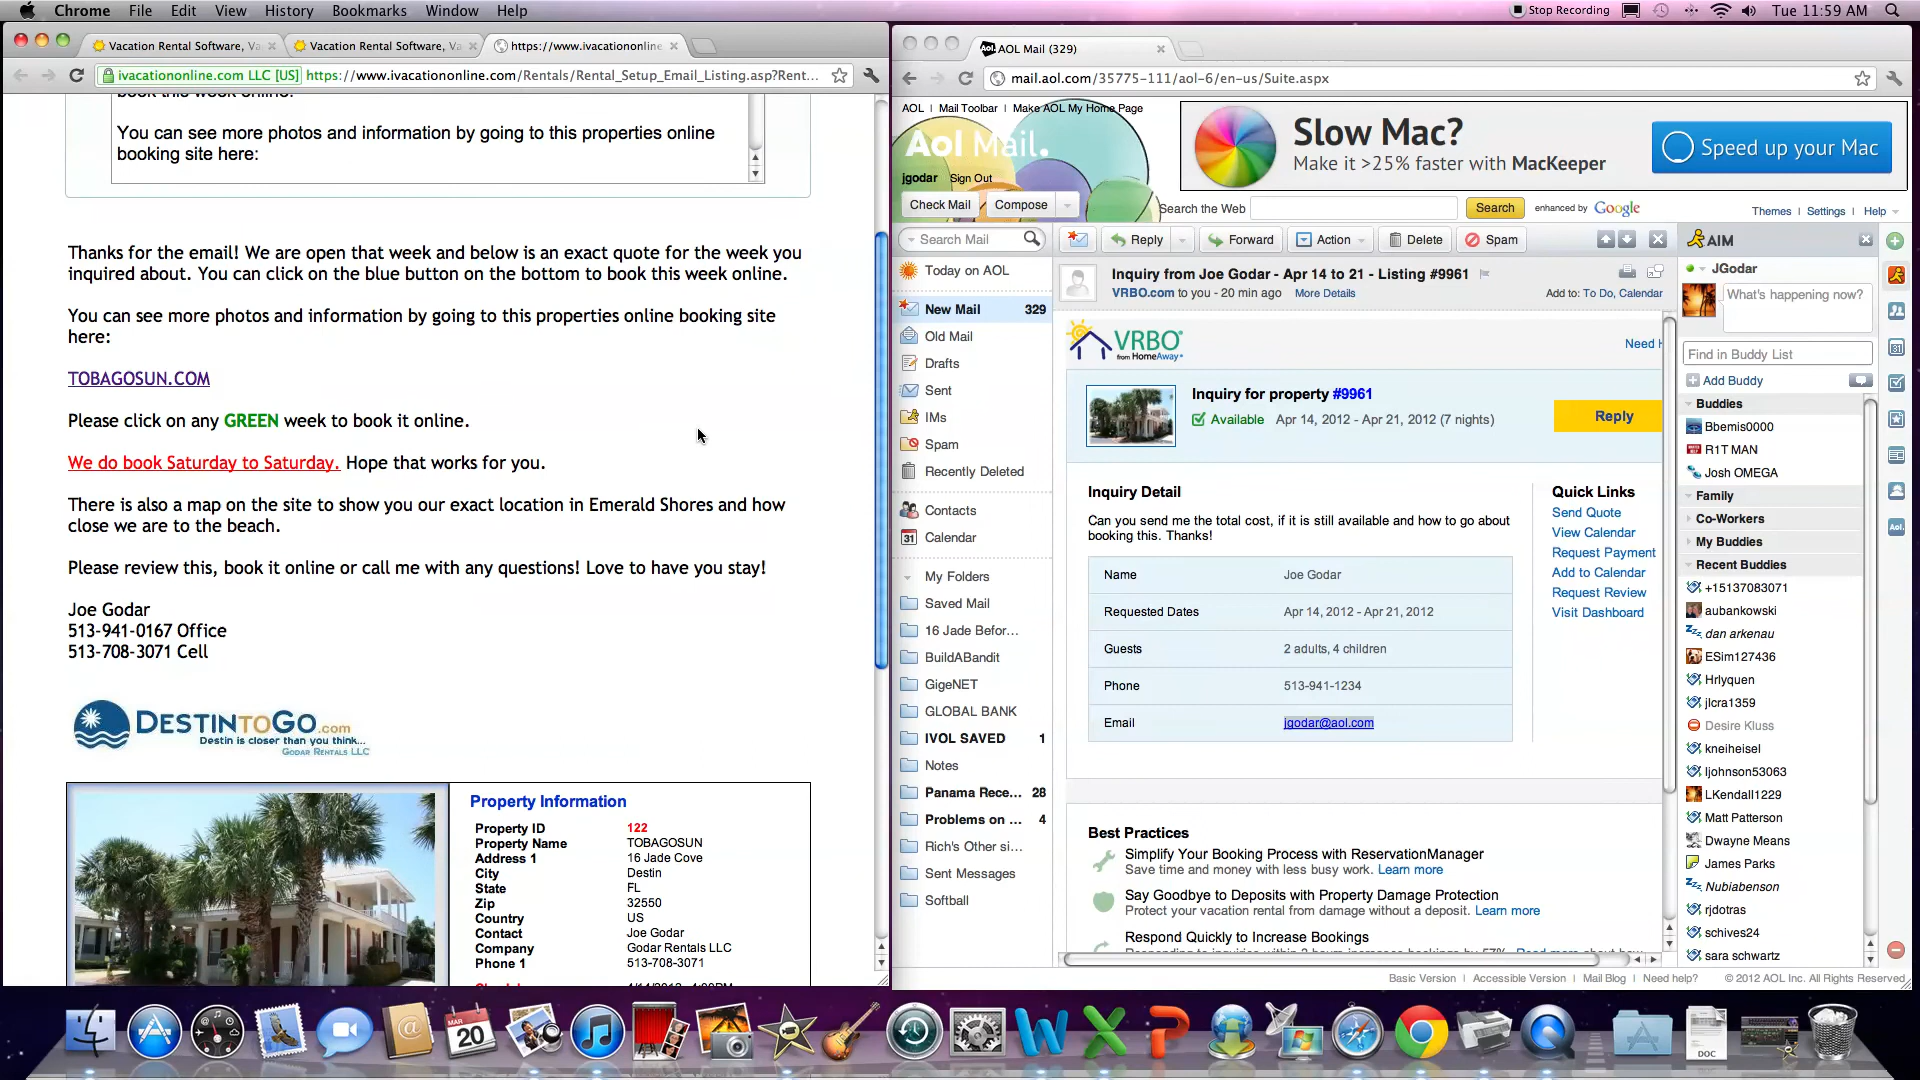 Chrome File Edit View History Bookmarks Window Help
Stop Recording Tue 11:59 AM
Vacation Rental Software, Va
Vacation Rental Software, Va
https://www.ivacationonline
ivacationonline.com LLC [US] https://www.ivacationonline.com/Rentals/Rental_Setup_Email_Listing.asp?Rent...
book this week online.
You can see more photos and information by going to this properties online
booking site here:
Thanks for the email! We are open that week and below is an exact quote for the week you
inquired about. You can click on the blue button on the bottom to book this week online.
You can see more photos and information by going to this properties online booking site
here:
TOBAGOSUN.COM
Please click on any GREEN week to book it online.
We do book Saturday to Saturday. Hope that works for you.
There is also a map on the site to show you our exact location in Emerald Shores and how
close we are to the beach.
Please review this, book it online or call me with any questions! Love to have you stay!
Joe Godar
513-941-0167 Office
513-708-3071 Cell
DESTINTOGO.com
Destin is closer than you think...
GODAR RENTALS LLC
Property Information
Property ID 122
Property Name TOBAGOSUN
Address 1 16 Jade Cove
City Destin
State FL
Zip 32550
Country US
Contact Joe Godar
Company Godar Rentals LLC
Phone 1 513-708-3071
AOL Mail (329)
mail.aol.com/35775-111/aol-6/en-us/Suite.aspx
AOL | Mail Toolbar | Make AOL My Home Page
Aol Mail.
jgodar Sign Out
Slow Mac?
Make it >25% faster with MacKeeper
Speed up your Mac
Check Mail Compose
Search the Web Search enhanced by Google
Themes | Settings | Help
Search Mail
Reply Forward Action Delete Spam
Today on AOL
New Mail 329
Old Mail
Drafts
Sent
IMs
Spam
Recently Deleted
Contacts
31 Calendar
My Folders
Saved Mail
16 Jade Befor...
BuildABandit
GigeNET
GLOBAL BANK
IVOL SAVED 1
Notes
Panama Rece... 28
Problems on ... 4
Rich's Other si...
Sent Messages
Softball
Inquiry from Joe Godar - Apr 14 to 21 - Listing #9961
VRBO.com to you - 20 min ago More Details
Add to: To Do, Calendar
VRBO
from HomeAway
Need
Inquiry for property #9961
Available Apr 14, 2012 - Apr 21, 2012 (7 nights)
Reply
Inquiry Detail
Can you send me the total cost, if it is still available and how to go about
booking this. Thanks!
Name Joe Godar
Requested Dates Apr 14, 2012 - Apr 21, 2012
Guests 2 adults, 4 children
Phone 513-941-1234
Email jgodar@aol.com
Quick Links
Send Quote
View Calendar
Request Payment
Add to Calendar
Request Review
Visit Dashboard
Best Practices
Simplify Your Booking Process with ReservationManager
Save time and money with less busy work. Learn more
Say Goodbye to Deposits with Property Damage Protection
Protect your vacation rental from damage without a deposit. Learn more
Respond Quickly to Increase Bookings
AIM
JGodar
What's happening now?
Find in Buddy List
Add Buddy
Buddies
Bbemis0000
R1T MAN
Josh OMEGA
Family
Co-Workers
My Buddies
Recent Buddies
+15137083071
aubankowski
dan arkenau
ESim127436
Hrlyquen
jlcra1359
Desire Kluss
kneiheisel
ljohnson53063
LKendall1229
Matt Patterson
Dwayne Means
James Parks
Nubiabenson
rjdotras
schives24
sara schwartz
Basic Version | Accessible Version | Mail Blog | Need help? © 2012 AOL Inc. All Rights Reserved
MAR
20
DOC